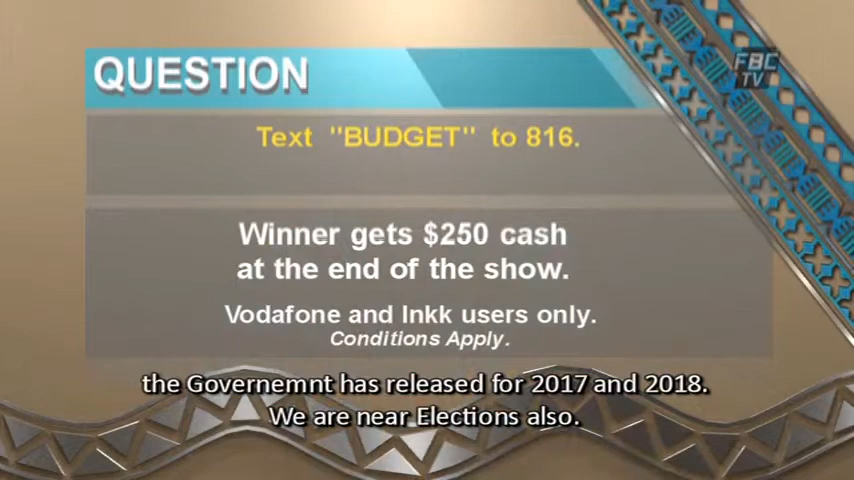 FBC
TV
QUESTION
Text "BUDGET" to 816.
Winner gets $250 cash
at the end of the show.
Vodafone and Inkk users only.
Conditions Apply.
the Governemnt has released for 2017 and 2018.
We are near Elections also.